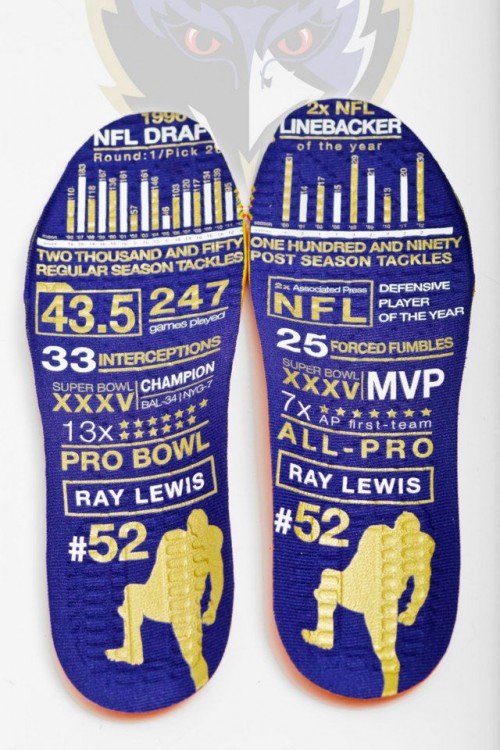 NFL DRAF
Round:1/Pick
TWO THOUSAND AND FIFTY
REGULAR SEASON TACKLES
43.5
247
games played
33 INTERCEPTIONS
SUPER BOWL
XXXV
CHAMPION
BAL-34 | NYG-7
13x
PRO BOWL
RAY LEWIS
#52
2x NFL
LINEBACKER
of the year
ONE HUNDRED AND NINETY
POST SEASON TACKLES
2x Associated Press
NFL
DEFENSIVE
PLAYER
OF THE YEAR
25 FORCED FUMBLES
SUPER BOWL
XXXV
MVP
7x
AP first-team
ALL-PRO
RAY LEWIS
#52